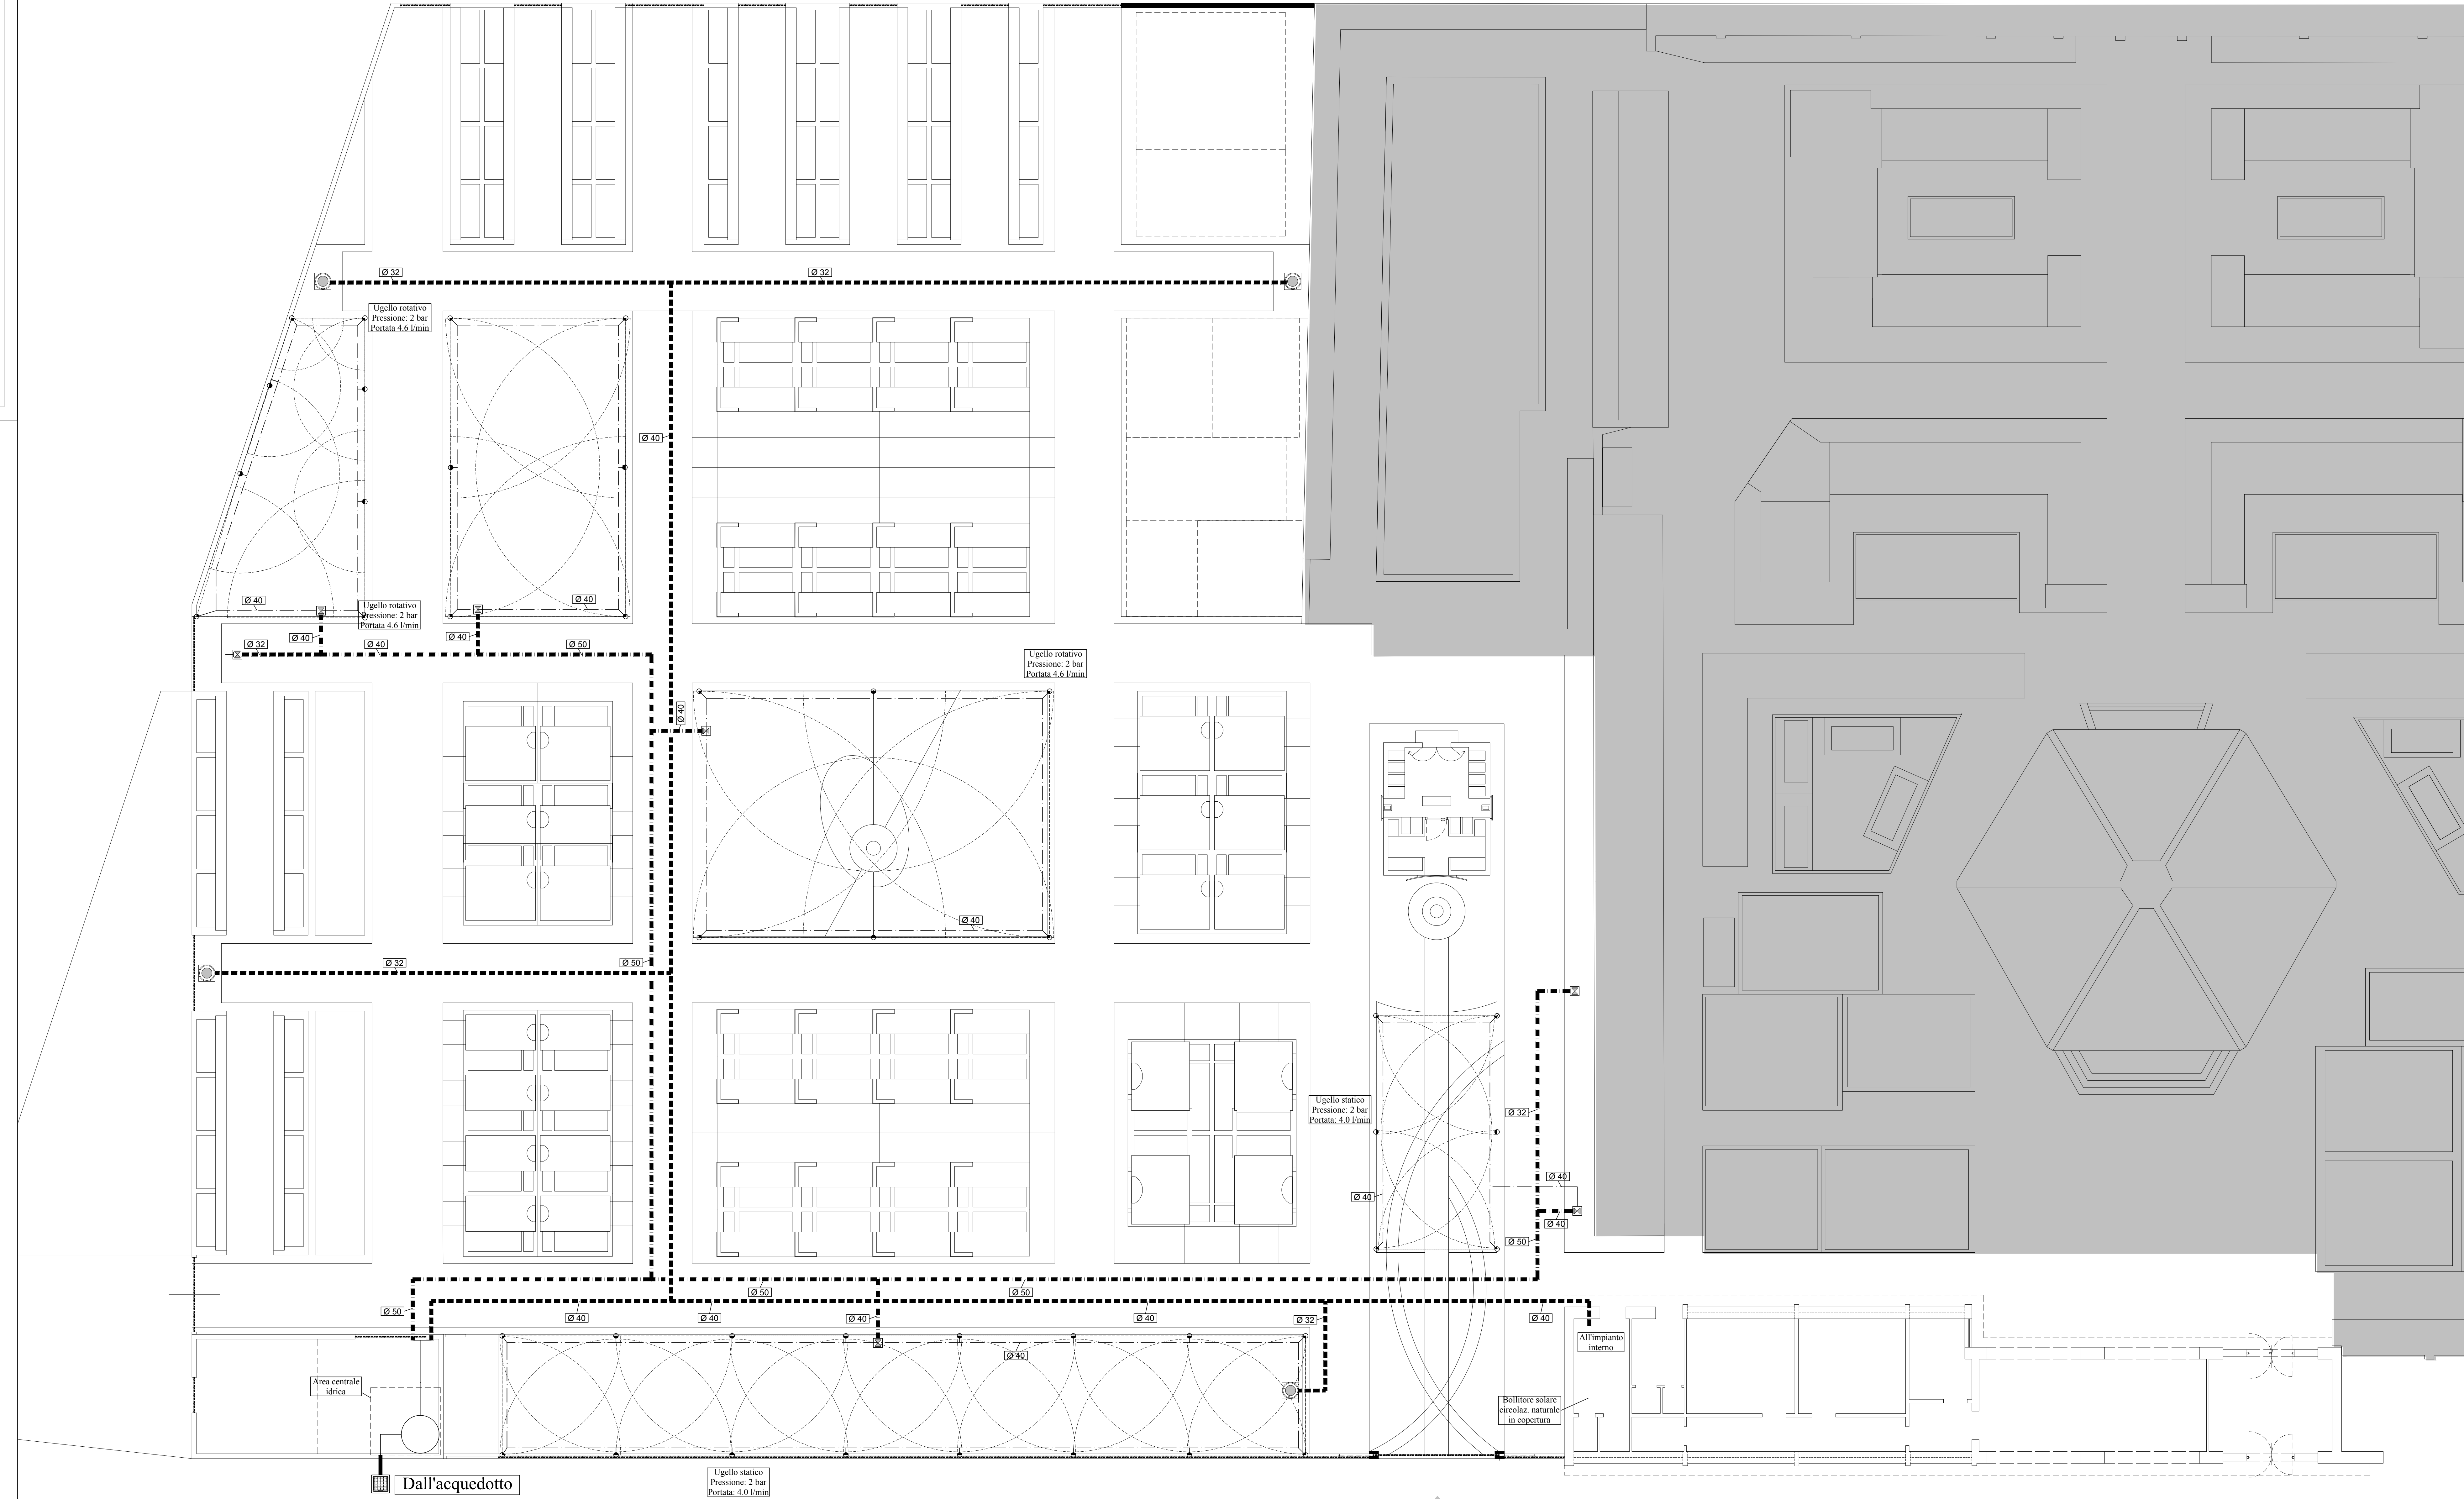 Ø 32
Ø 32
Ugello rotativo
Pressione: 2 bar
Portata 4.6 l/min
Ø 40
Ø 40
Ø 40
Ugello rotativo
Pressione: 2 bar
Portata 4.6 l/min
Ø 40
Ø 40
Ø 32
Ø 40
Ø 50
Ugello rotativo
Pressione: 2 bar
Portata 4.6 l/min
Ø 40
Ø 40
Ø 50
Ø 32
Ugello statico
Pressione: 2 bar
Portata: 4.0 l/min
Ø 32
Ø 40
Ø 40
Ø 40
Ø 50
Ø 50
Ø 50
Ø 50
Ø 40
Ø 40
Ø 40
Ø 40
Ø 32
Ø 40
Ø 40
All'impianto
interno
Area centrale
idrica
Bollitore solare
circolaz. naturale
in copertura
Dall'acquedotto
Ugello statico
Pressione: 2 bar
Portata: 4.0 l/min